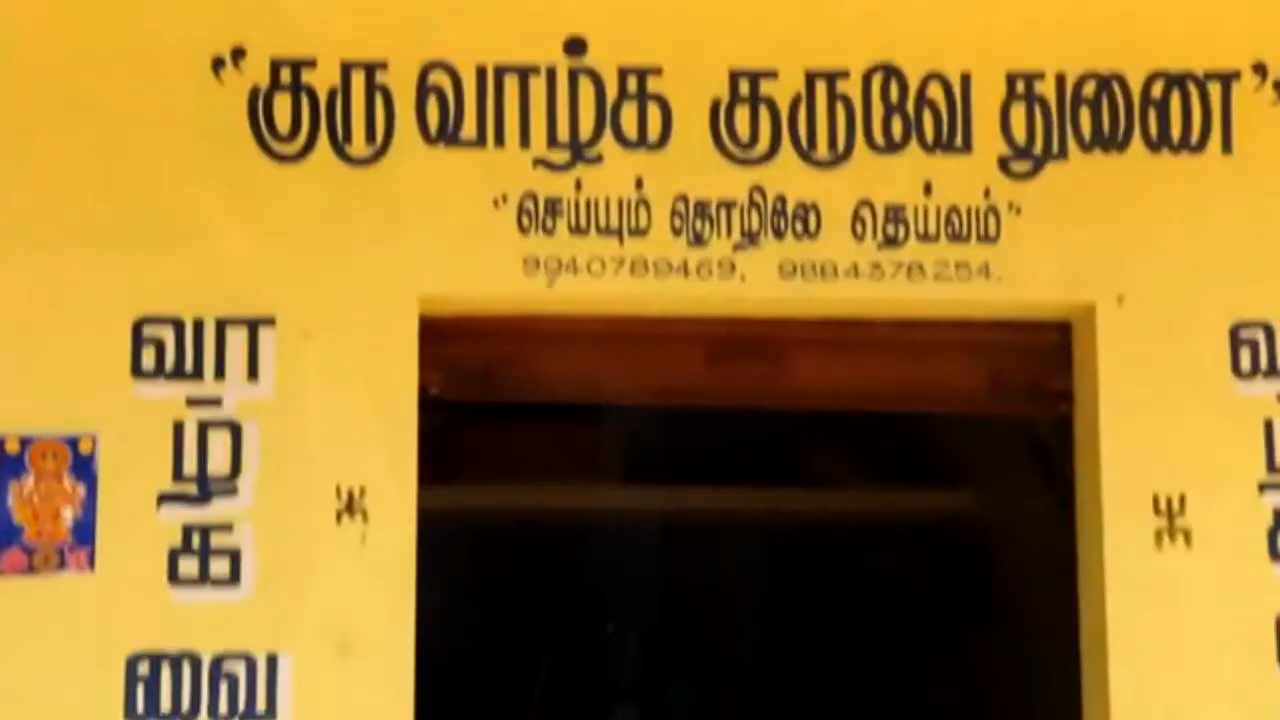 "குரு வாழ்க குருவே துணை"
"செய்யும் தொழிலே தெய்வம்"
9940789469, 9884378254.
வாழ்க
வை